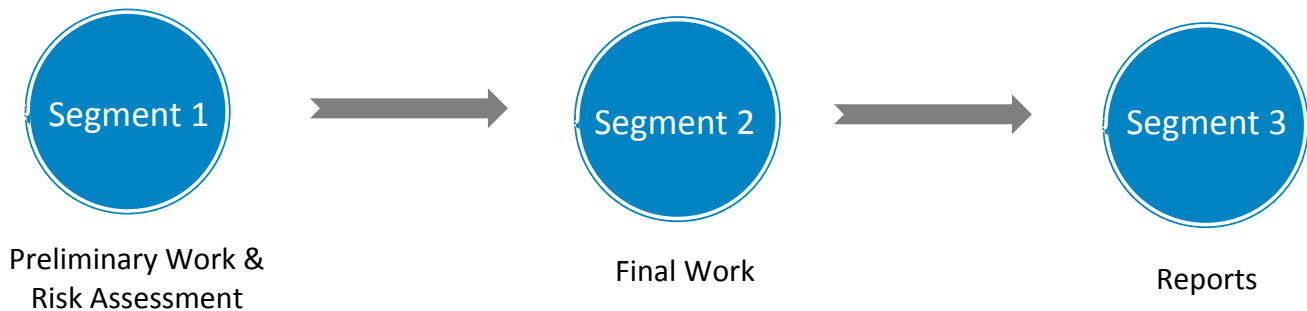 Segment 1
Segment 2
Segment 3
Preliminary Work &
Risk Assessment
Final Work
Reports